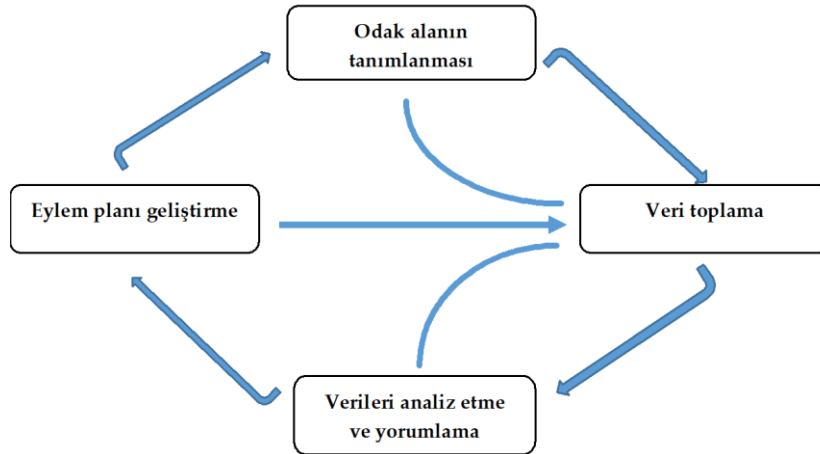 Odak alanın
tanımlanması
Eylem planı geliştirme
Veri toplama
Verileri analiz etme
ve yorumlama